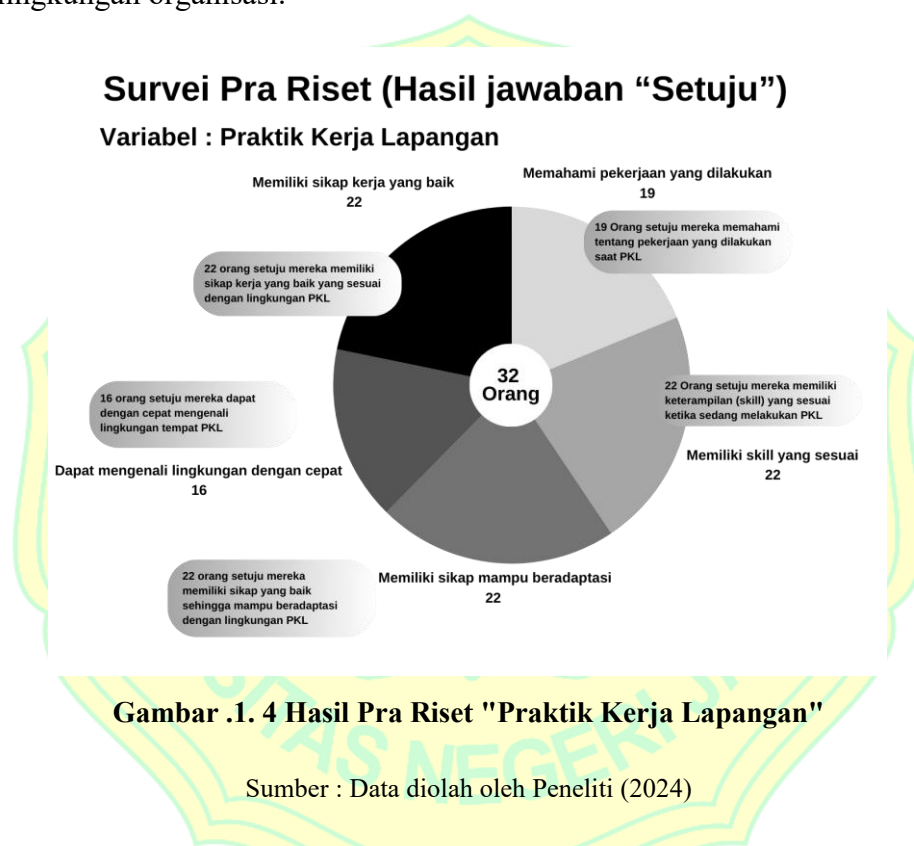 lingkungan organisasi.
Survei Pra Riset (Hasil jawaban “Setuju”)
Variabel : Praktik Kerja Lapangan
Memiliki sikap kerja yang baik
22
Memahami pekerjaan yang dilakukan
19
19 Orang setuju mereka memahami
tentang pekerjaan yang dilakukan
saat PKL
22 orang setuju mereka memiliki
sikap kerja yang baik yang sesuai
dengan lingkungan PKL
32
Orang
22 Orang setuju mereka memiliki
keterampilan (skill) yang sesuai
ketika sedang melakukan PKL
Memiliki skill yang sesuai
22
16 orang setuju mereka dapat
dengan cepat mengenali
lingkungan tempat PKL
Dapat mengenali lingkungan dengan cepat
16
22 orang setuju mereka
memiliki sikap yang baik
sehingga mampu beradaptasi
dengan lingkungan PKL
Memiliki sikap mampu beradaptasi
22
Gambar .1. 4 Hasil Pra Riset "Praktik Kerja Lapangan"
SITAS NEGERI
Sumber : Data diolah oleh Peneliti (2024)